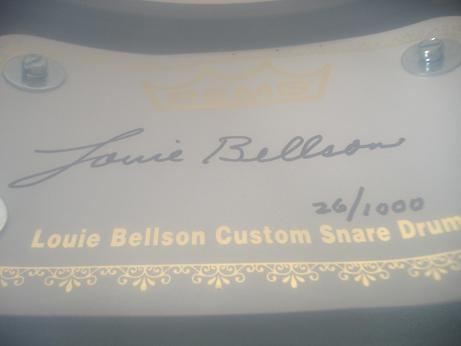 REMO
Louie Bellson
26/1000
Louie Bellson Custom Snare Drum